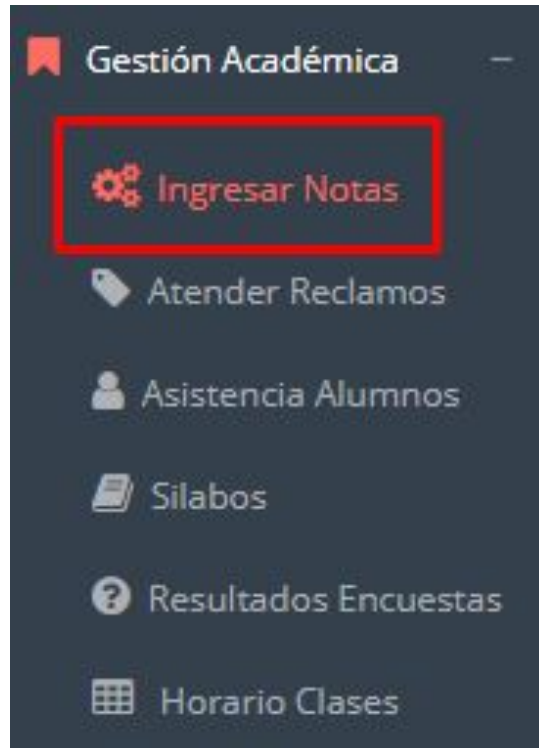 Gestión Académica
Ingresar Notas
Atender Reclamos
Asistencia Alumnos
Silabos
Resultados Encuestas
Horario Clases